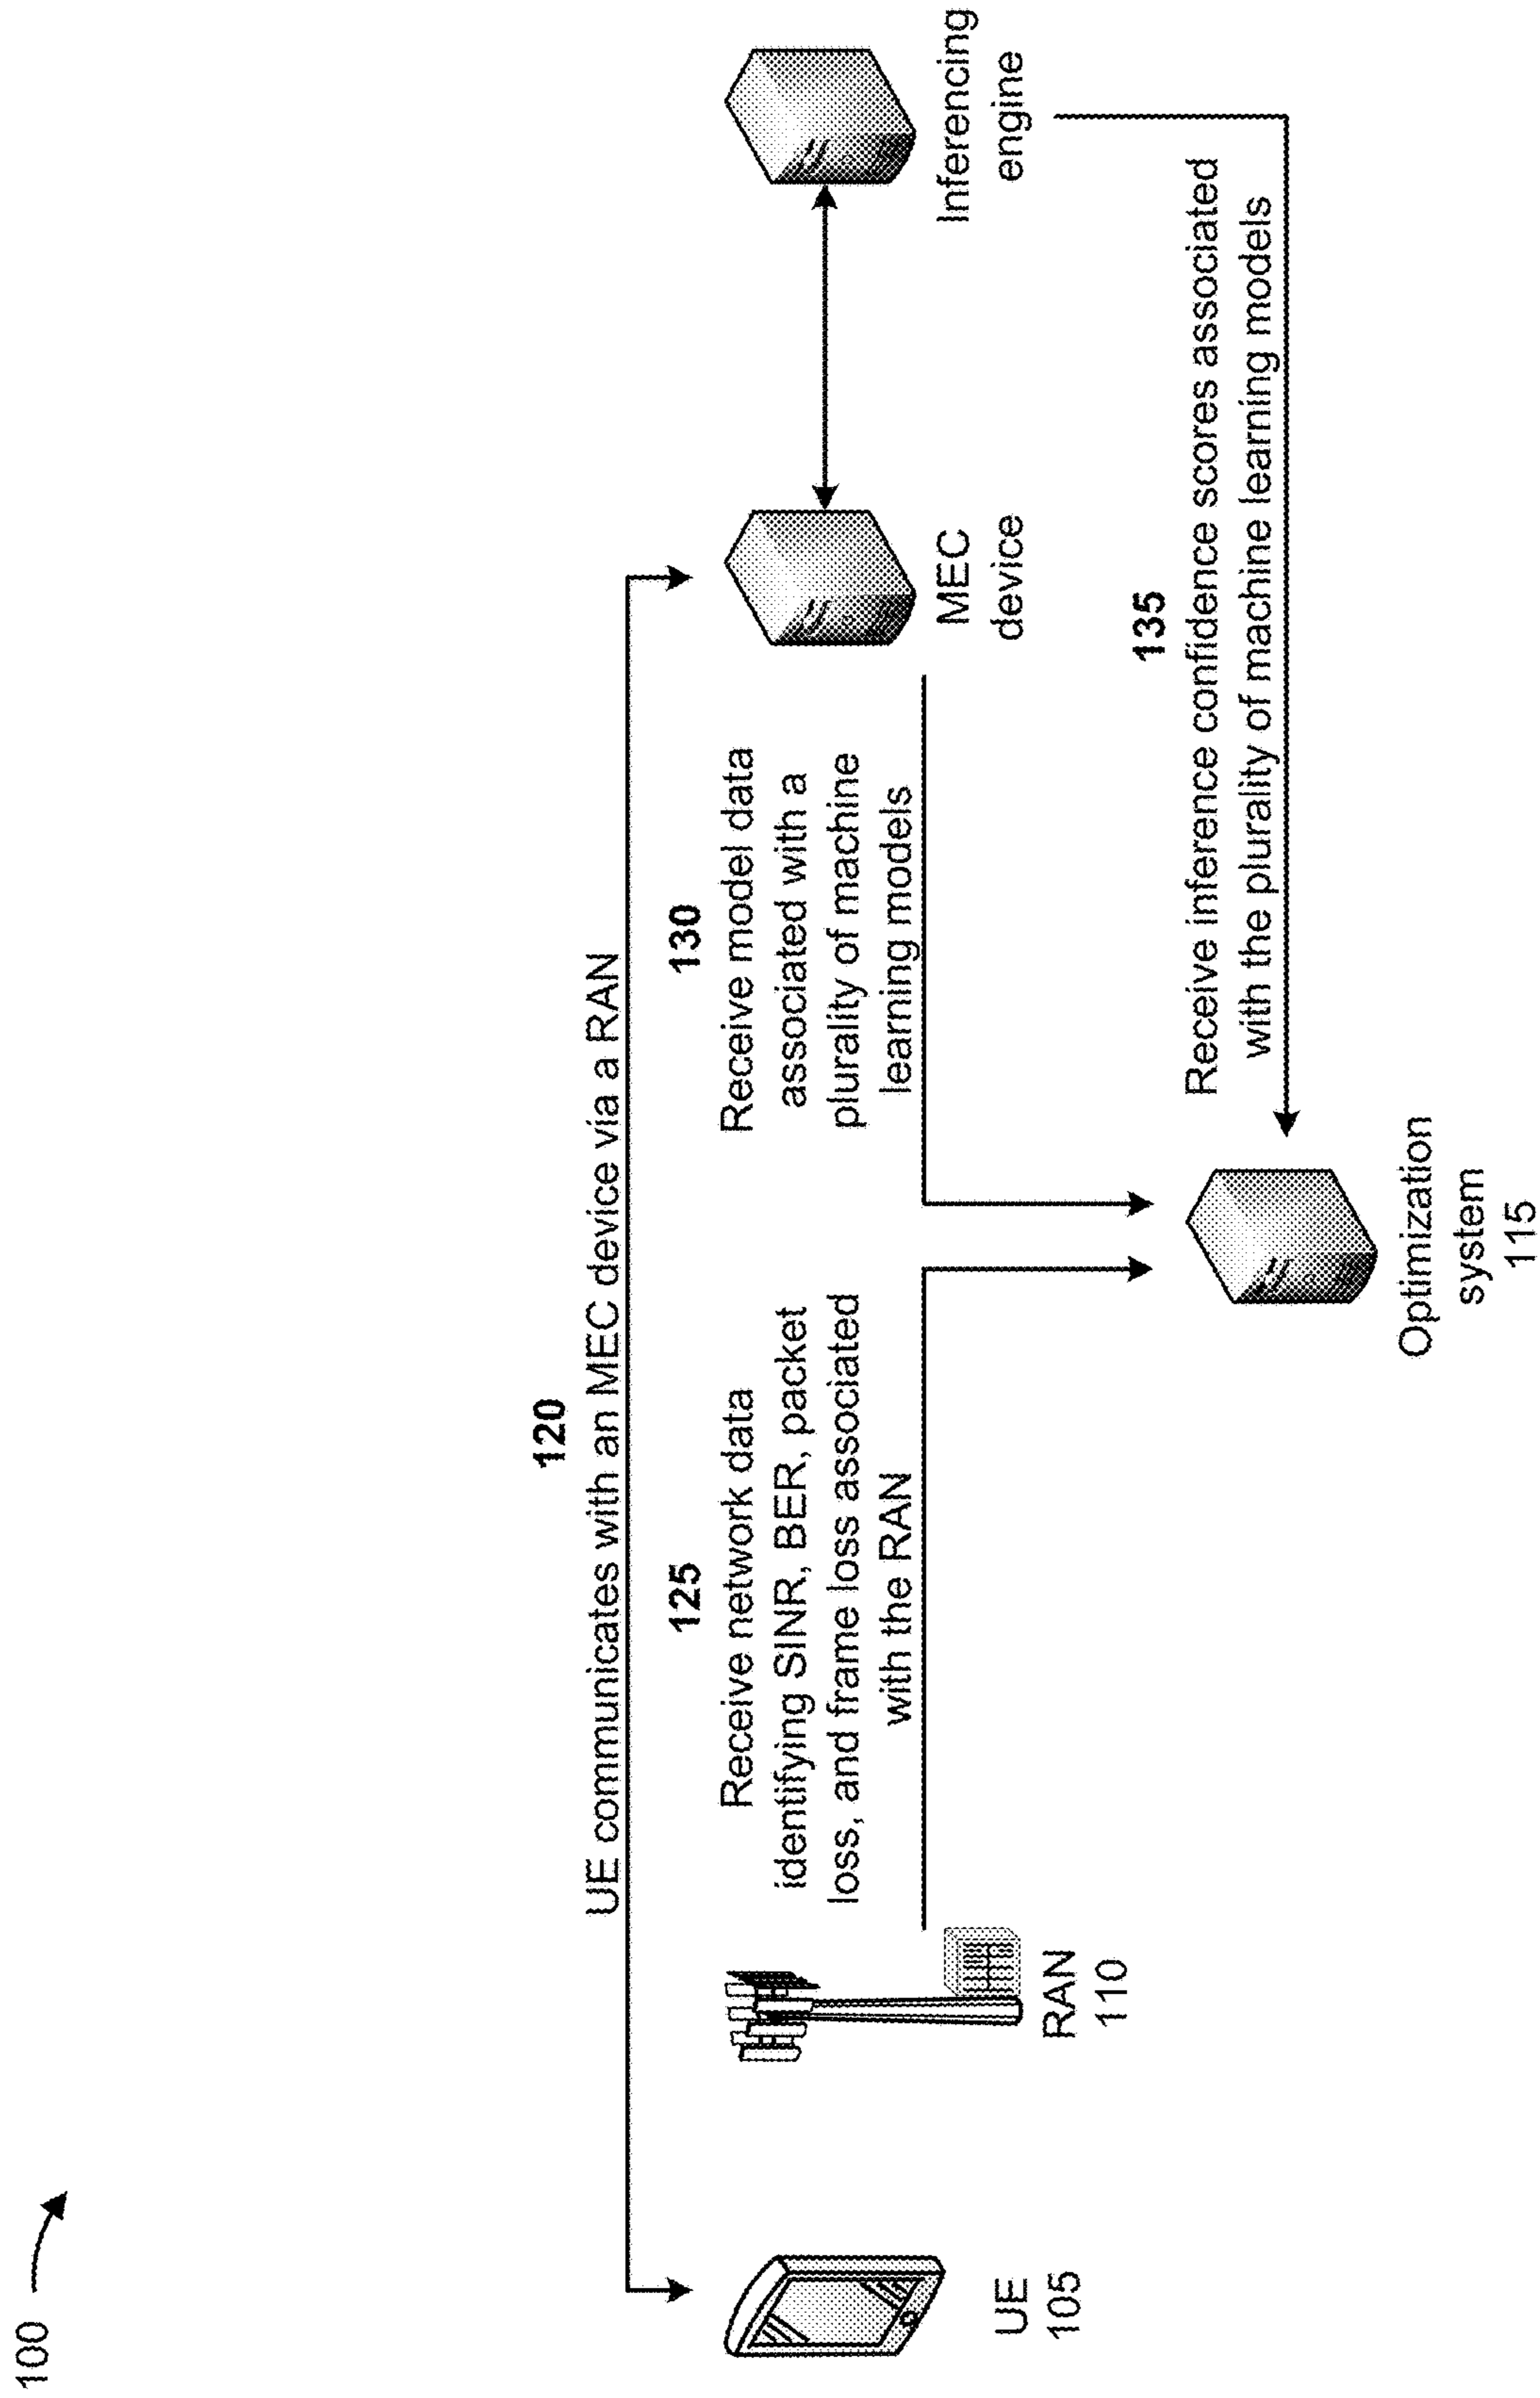 100
120
UE communicates with an MEC device via a RAN
125
Receive network data
identifying SINR, BER, packet
loss, and frame loss associated
with the RAN
130
Receive model data
associated with a
plurality of machine
learning models
UE
105
RAN
110
MEC
device
Inferencing
engine
135
Receive inference confidence scores associated
with the plurality of machine learning models
Optimization
system
115